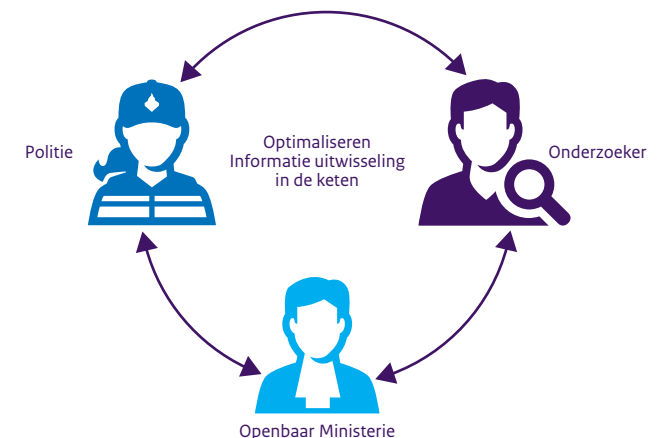 Politie
Optimaliseren
Informatie uitwisseling
in de keten
Onderzoeker
Openbaar Ministerie